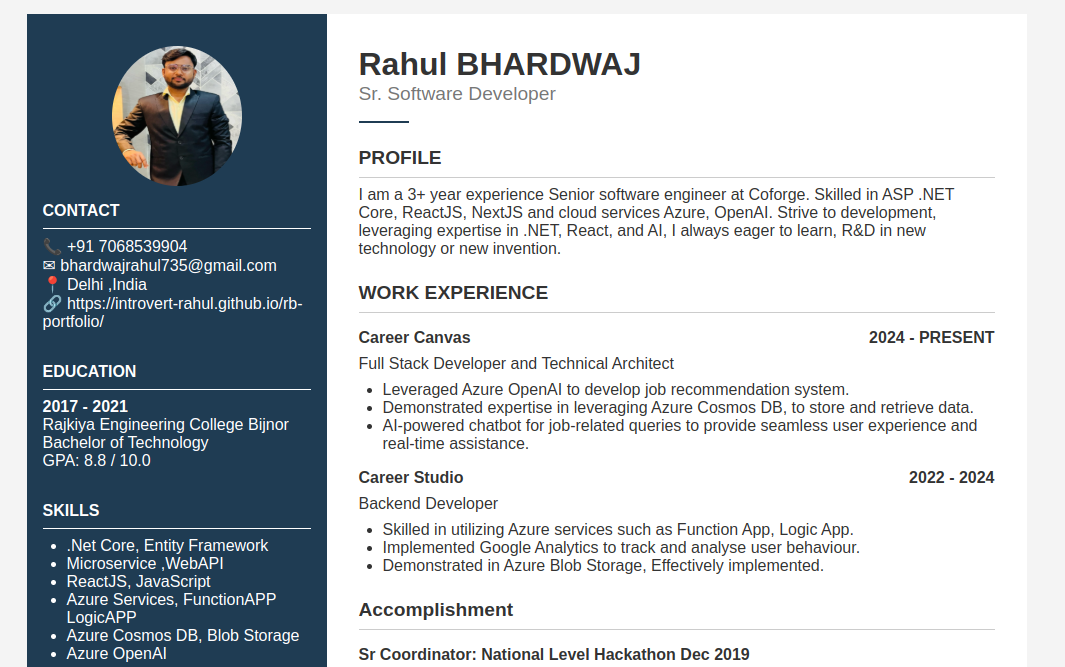 CONTACT
📞 +91 7068539904
✉ bhardwajrahul735@gmail.com
📍 Delhi ,India
🔗 https://introvert-rahul.github.io/rb-
portfolio/
EDUCATION
2017 - 2021
Rajkiya Engineering College Bijnor
Bachelor of Technology
GPA: 8.8 / 10.0
SKILLS
• .Net Core, Entity Framework
• Microservice ,WebAPI
• ReactJS, JavaScript
• Azure Services, FunctionAPP
LogicAPP
• Azure Cosmos DB, Blob Storage
• Azure OpenAI
Rahul BHARDWAJ
Sr. Software Developer
PROFILE
I am a 3+ year experience Senior software engineer at Coforge. Skilled in ASP .NET
Core, ReactJS, NextJS and cloud services Azure, OpenAI. Strive to development,
leveraging expertise in .NET, React, and AI, I always eager to learn, R&D in new
technology or new invention.
WORK EXPERIENCE
Career Canvas 2024 - PRESENT
Full Stack Developer and Technical Architect
• Leveraged Azure OpenAI to develop job recommendation system.
• Demonstrated expertise in leveraging Azure Cosmos DB, to store and retrieve data.
• AI-powered chatbot for job-related queries to provide seamless user experience and
real-time assistance.
Career Studio 2022 - 2024
Backend Developer
• Skilled in utilizing Azure services such as Function App, Logic App.
• Implemented Google Analytics to track and analyse user behaviour.
• Demonstrated in Azure Blob Storage, Effectively implemented.
Accomplishment
Sr Coordinator: National Level Hackathon Dec 2019